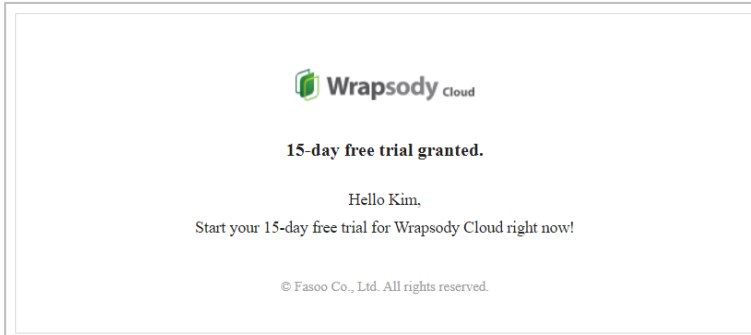 Wrapsody Cloud
15-day free trial granted.
Hello Kim,
Start your 15-day free trial for Wrapsody Cloud right now!
© Fasoo Co., Ltd. All rights reserved.